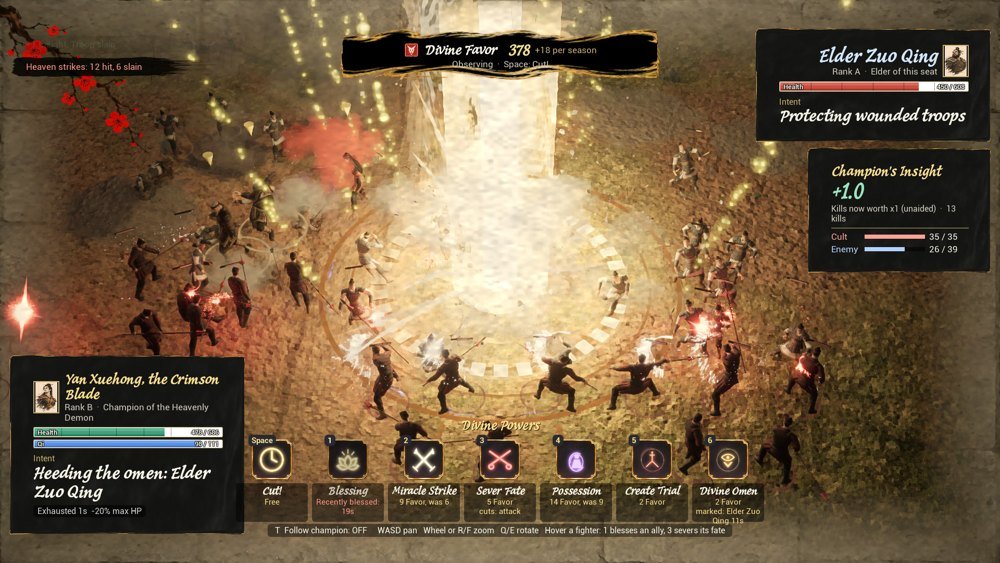 Troop slain
Heaven strikes: 12 hit, 6 slain
Divine Favor 378 +18 per season
Observing · Space: Cut!
Elder Zuo Qing
Rank A · Elder of this seat
Health 450 / 608
Intent
Protecting wounded troops
Champion's Insight
+1.0
Kills now worth x1 (unaided) · 13
kills
Cult 35 / 35
Enemy 26 / 39
Yan Xuehong, the Crimson
Blade
Rank B · Champion of the Heavenly
Demon
Health
Qi 98 / 111
Intent
Heeding the omen: Elder
Zuo Qing
Exhausted 1s -20% max HP
Divine Powers
Space
Cut!
Free
1
Blessing
Recently blessed:
19s
2
Miracle Strike
9 Favor, was 6
3
Sever Fate
5 Favor
cuts: attack
4
Possession
14 Favor, was 9
5
Create Trial
2 Favor
6
Divine Omen
2 Favor
marked: Elder Zuo
Qing 11s
T Follow champion: OFF WASD pan Wheel or R/F zoom Q/E rotate Hover a fighter: 1 blesses an ally, 3 severs its fate